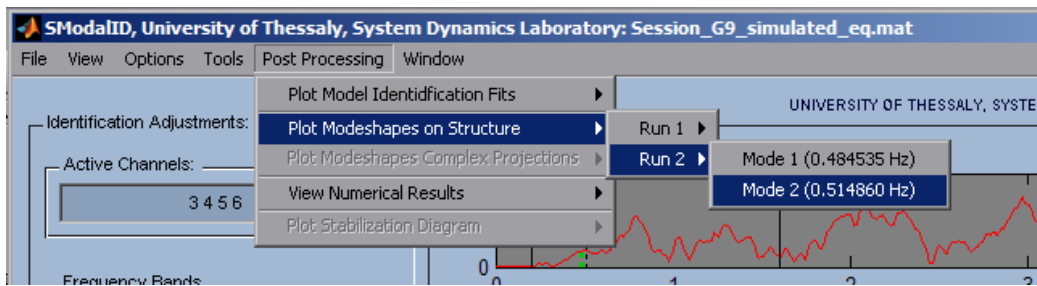 SModalID, University of Thessaly, System Dynamics Laboratory: Session_G9_simulated_eq.mat
File View Options Tools Post Processing Window
Plot Model Identidfication Fits
UNIVERSITY OF THESSALY, SYSTE
Identification Adjustments:
Plot Modeshapes on Structure
Run 1
Active Channels:
Plot Modeshapes Complex Projections
Run 2
Mode 1 (0.484535 Hz)
3 4 5 6
View Numerical Results
Mode 2 (0.514860 Hz)
Plot Stabilization Diagram
0
Frequency Bands
0 1 2 3